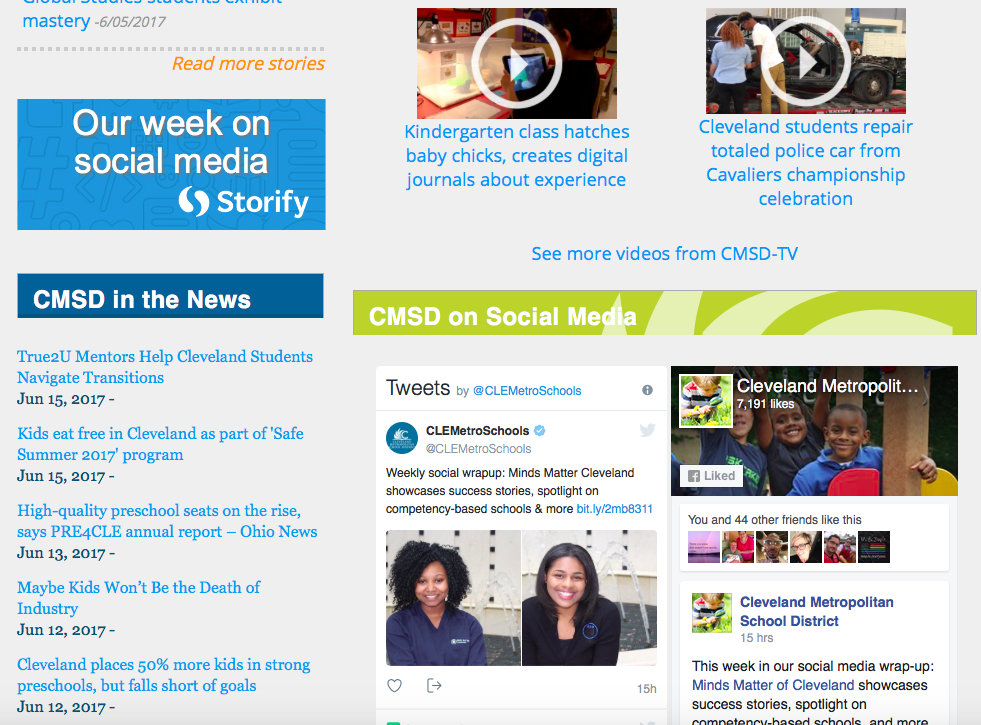 Global Studies students exhibit
mastery -6/05/2017
Read more stories
Our week on
social media
Storify
CMSD in the News
True2U Mentors Help Cleveland Students
Navigate Transitions
Jun 15, 2017 -
Kids eat free in Cleveland as part of 'Safe
Summer 2017' program
Jun 15, 2017 -
High-quality preschool seats on the rise,
says PRE4CLE annual report – Ohio News
Jun 13, 2017 -
Maybe Kids Won’t Be the Death of
Industry
Jun 12, 2017 -
Cleveland places 50% more kids in strong
preschools, but falls short of goals
Jun 12, 2017 -
Kindergarten class hatches
baby chicks, creates digital
journals about experience
Cleveland students repair
totaled police car from
Cavaliers championship
celebration
See more videos from CMSD-TV
CMSD on Social Media
Tweets by @CLEMetroSchools
CLEMetroSchools
@CLEMetroSchools
Weekly social wrapup: Minds Matter Cleveland
showcases success stories, spotlight on
competency-based schools & more bit.ly/2mb8311
15h
Cleveland Metropolit...
7,191 likes
Liked
You and 44 other friends like this
Cleveland Metropolitan
School District
15 hrs
This week in our social media wrap-up:
Minds Matter of Cleveland showcases
success stories, spotlight on
competency-based schools, and more